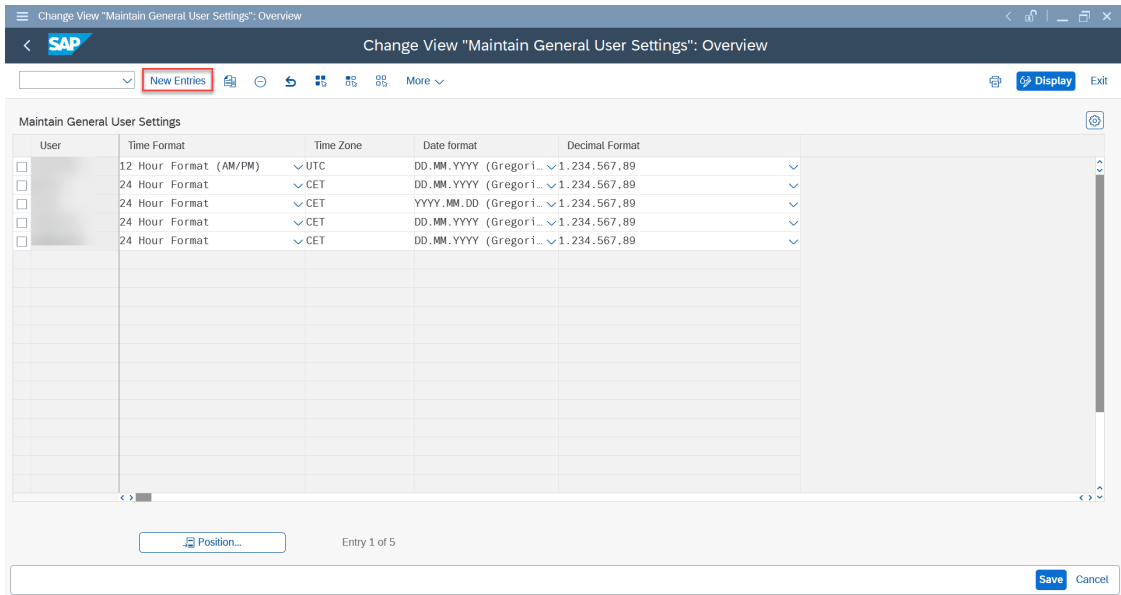 Change View "Maintain General User Settings": Overview
SAP Change View "Maintain General User Settings": Overview
New Entries More Display Exit
Maintain General User Settings
User Time Format Time Zone Date format Decimal Format
12 Hour Format (AM/PM) UTC DD.MM.YYYY (Gregori… 1.234.567,89
24 Hour Format CET DD.MM.YYYY (Gregori… 1.234.567,89
24 Hour Format CET YYYY.MM.DD (Gregori… 1.234.567,89
24 Hour Format CET DD.MM.YYYY (Gregori… 1.234.567,89
24 Hour Format CET DD.MM.YYYY (Gregori… 1.234.567,89
Position... Entry 1 of 5
Save Cancel